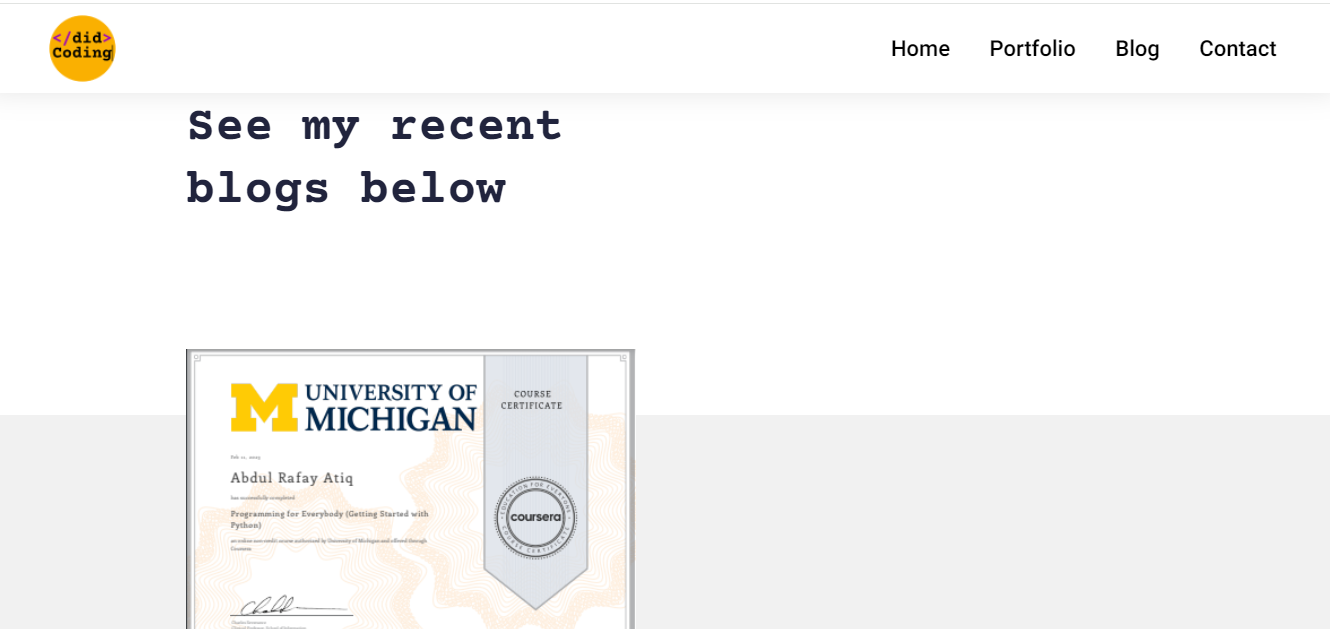 </did>
Coding
Home Portfolio Blog Contact
See my recent
blogs below
UNIVERSITY OF
MICHIGAN
COURSE
CERTIFICATE
Abdul Rafay Atiq
has successfully completed
Programming for Everybody (Getting Started with
Python)
an online non-credit course authorized by University of Michigan and offered through
Coursera
EDUCATION FOR EVERYONE
coursera
COURSE CERTIFICATE